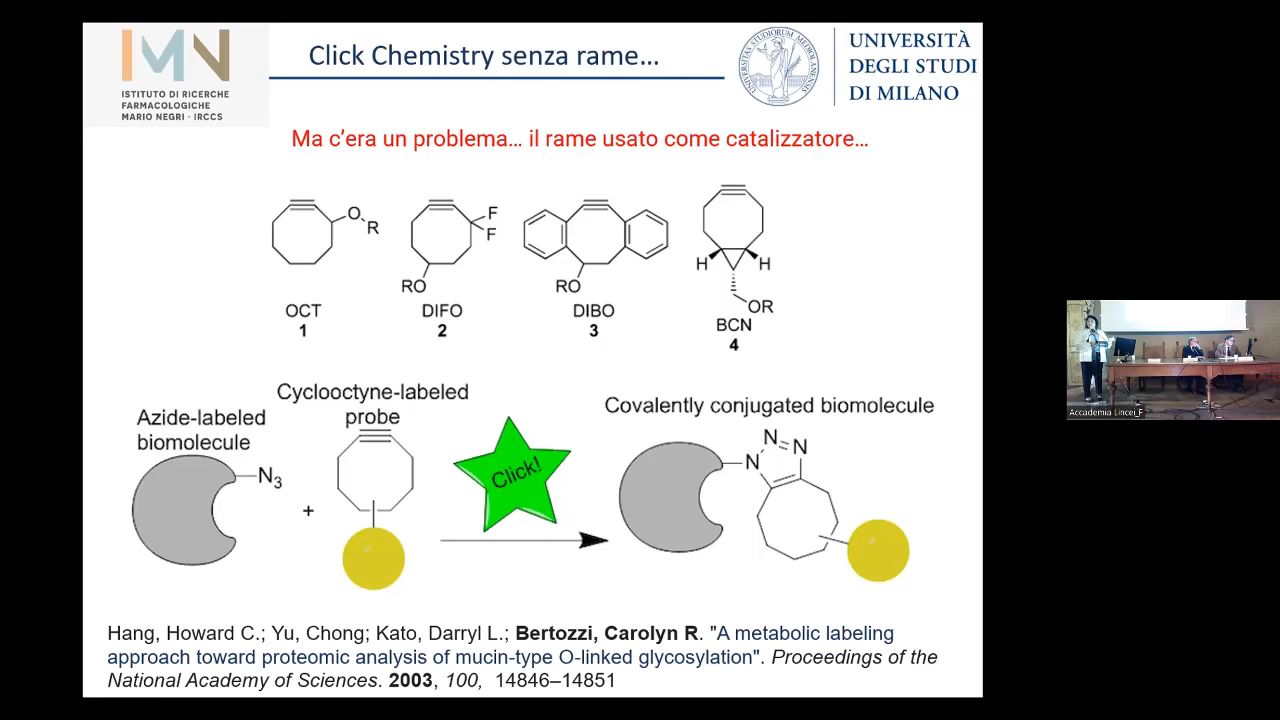 IMN
ISTITUTO DI RICERCHE
FARMACOLOGICHE
MARIO NEGRI · IRCCS
Click Chemistry senza rame…
UNIVERSITÀ
DEGLI STUDI
DI MILANO
Ma c'era un problema… il rame usato come catalizzatore…
O
R
OCT
1
F
F
RO
DIFO
2
RO
DIBO
3
H
H
OR
BCN
4
Azide-labeled
biomolecule
N3
+
Cyclooctyne-labeled
probe
Click!
Covalently conjugated biomolecule
N
N
N
Hang, Howard C.; Yu, Chong; Kato, Darryl L.; Bertozzi, Carolyn R. "A metabolic labeling
approach toward proteomic analysis of mucin-type O-linked glycosylation". Proceedings of the
National Academy of Sciences. 2003, 100, 14846–14851
Accademia Lincei_F